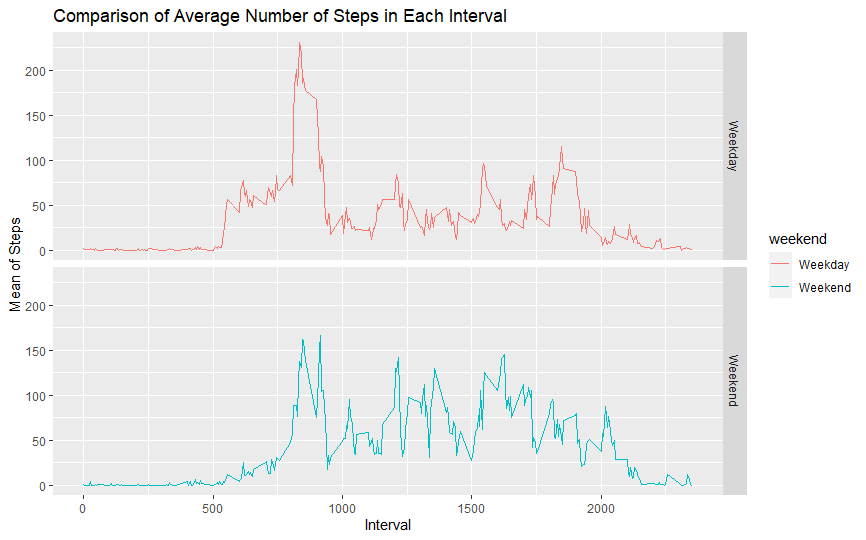 Comparison of Average Number of Steps in Each Interval
Mean of Steps
200
150
100
50
0
Weekday
200
150
100
50
0
Weekend
0 500 1000 1500 2000
Interval
weekend
Weekday
Weekend